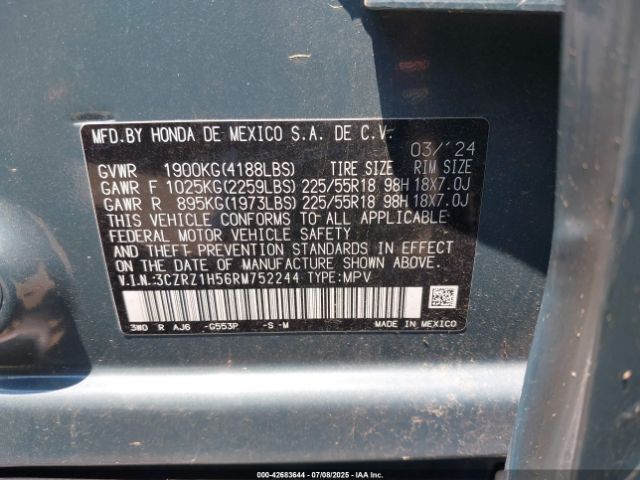 MFD.BY HONDA DE MEXICO S.A. DE C.V.
03/'24
GVWR 1900KG(4188LBS) TIRE SIZE RIM SIZE
GAWR F 1025KG(2259LBS) 225/55R18 98H 18X7.0J
GAWR R 895KG(1973LBS) 225/55R18 98H 18X7.0J
THIS VEHICLE CONFORMS TO ALL APPLICABLE
FEDERAL MOTOR VEHICLE SAFETY
AND THEFT PREVENTION STANDARDS IN EFFECT
ON THE DATE OF MANUFACTURE SHOWN ABOVE.
V.I.N.:3CZRZ1H56RM752244 TYPE:MPV
3W0 R AJ6 -G553P -S -M MADE IN MEXICO
000-42683644 | 07/08/2025 | IAAI.COM